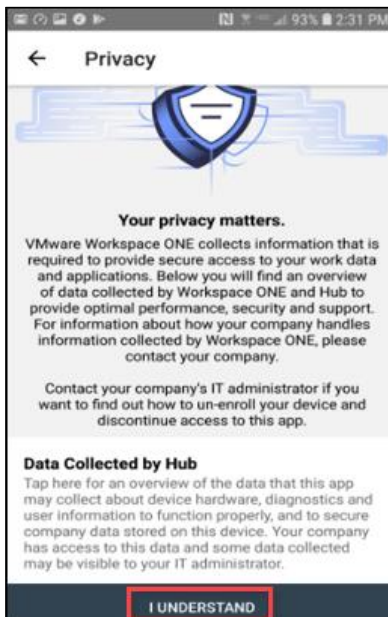 93% 2:31 PM
Privacy
Your privacy matters.
VMware Workspace ONE collects information that is
required to provide secure access to your work data
and applications. Below you will find an overview
of data collected by Workspace ONE and Hub to
provide optimal performance, security and support.
For information about how your company handles
information collected by Workspace ONE, please
contact your company.
Contact your company's IT administrator if you
want to find out how to un-enroll your device and
discontinue access to this app.
Data Collected by Hub
Tap here for an overview of the data that this app
may collect about device hardware, diagnostics and
user information to function properly, and to secure
company data stored on this device. Your company
has access to this data and some data collected
may be visible to your IT administrator.
I UNDERSTAND